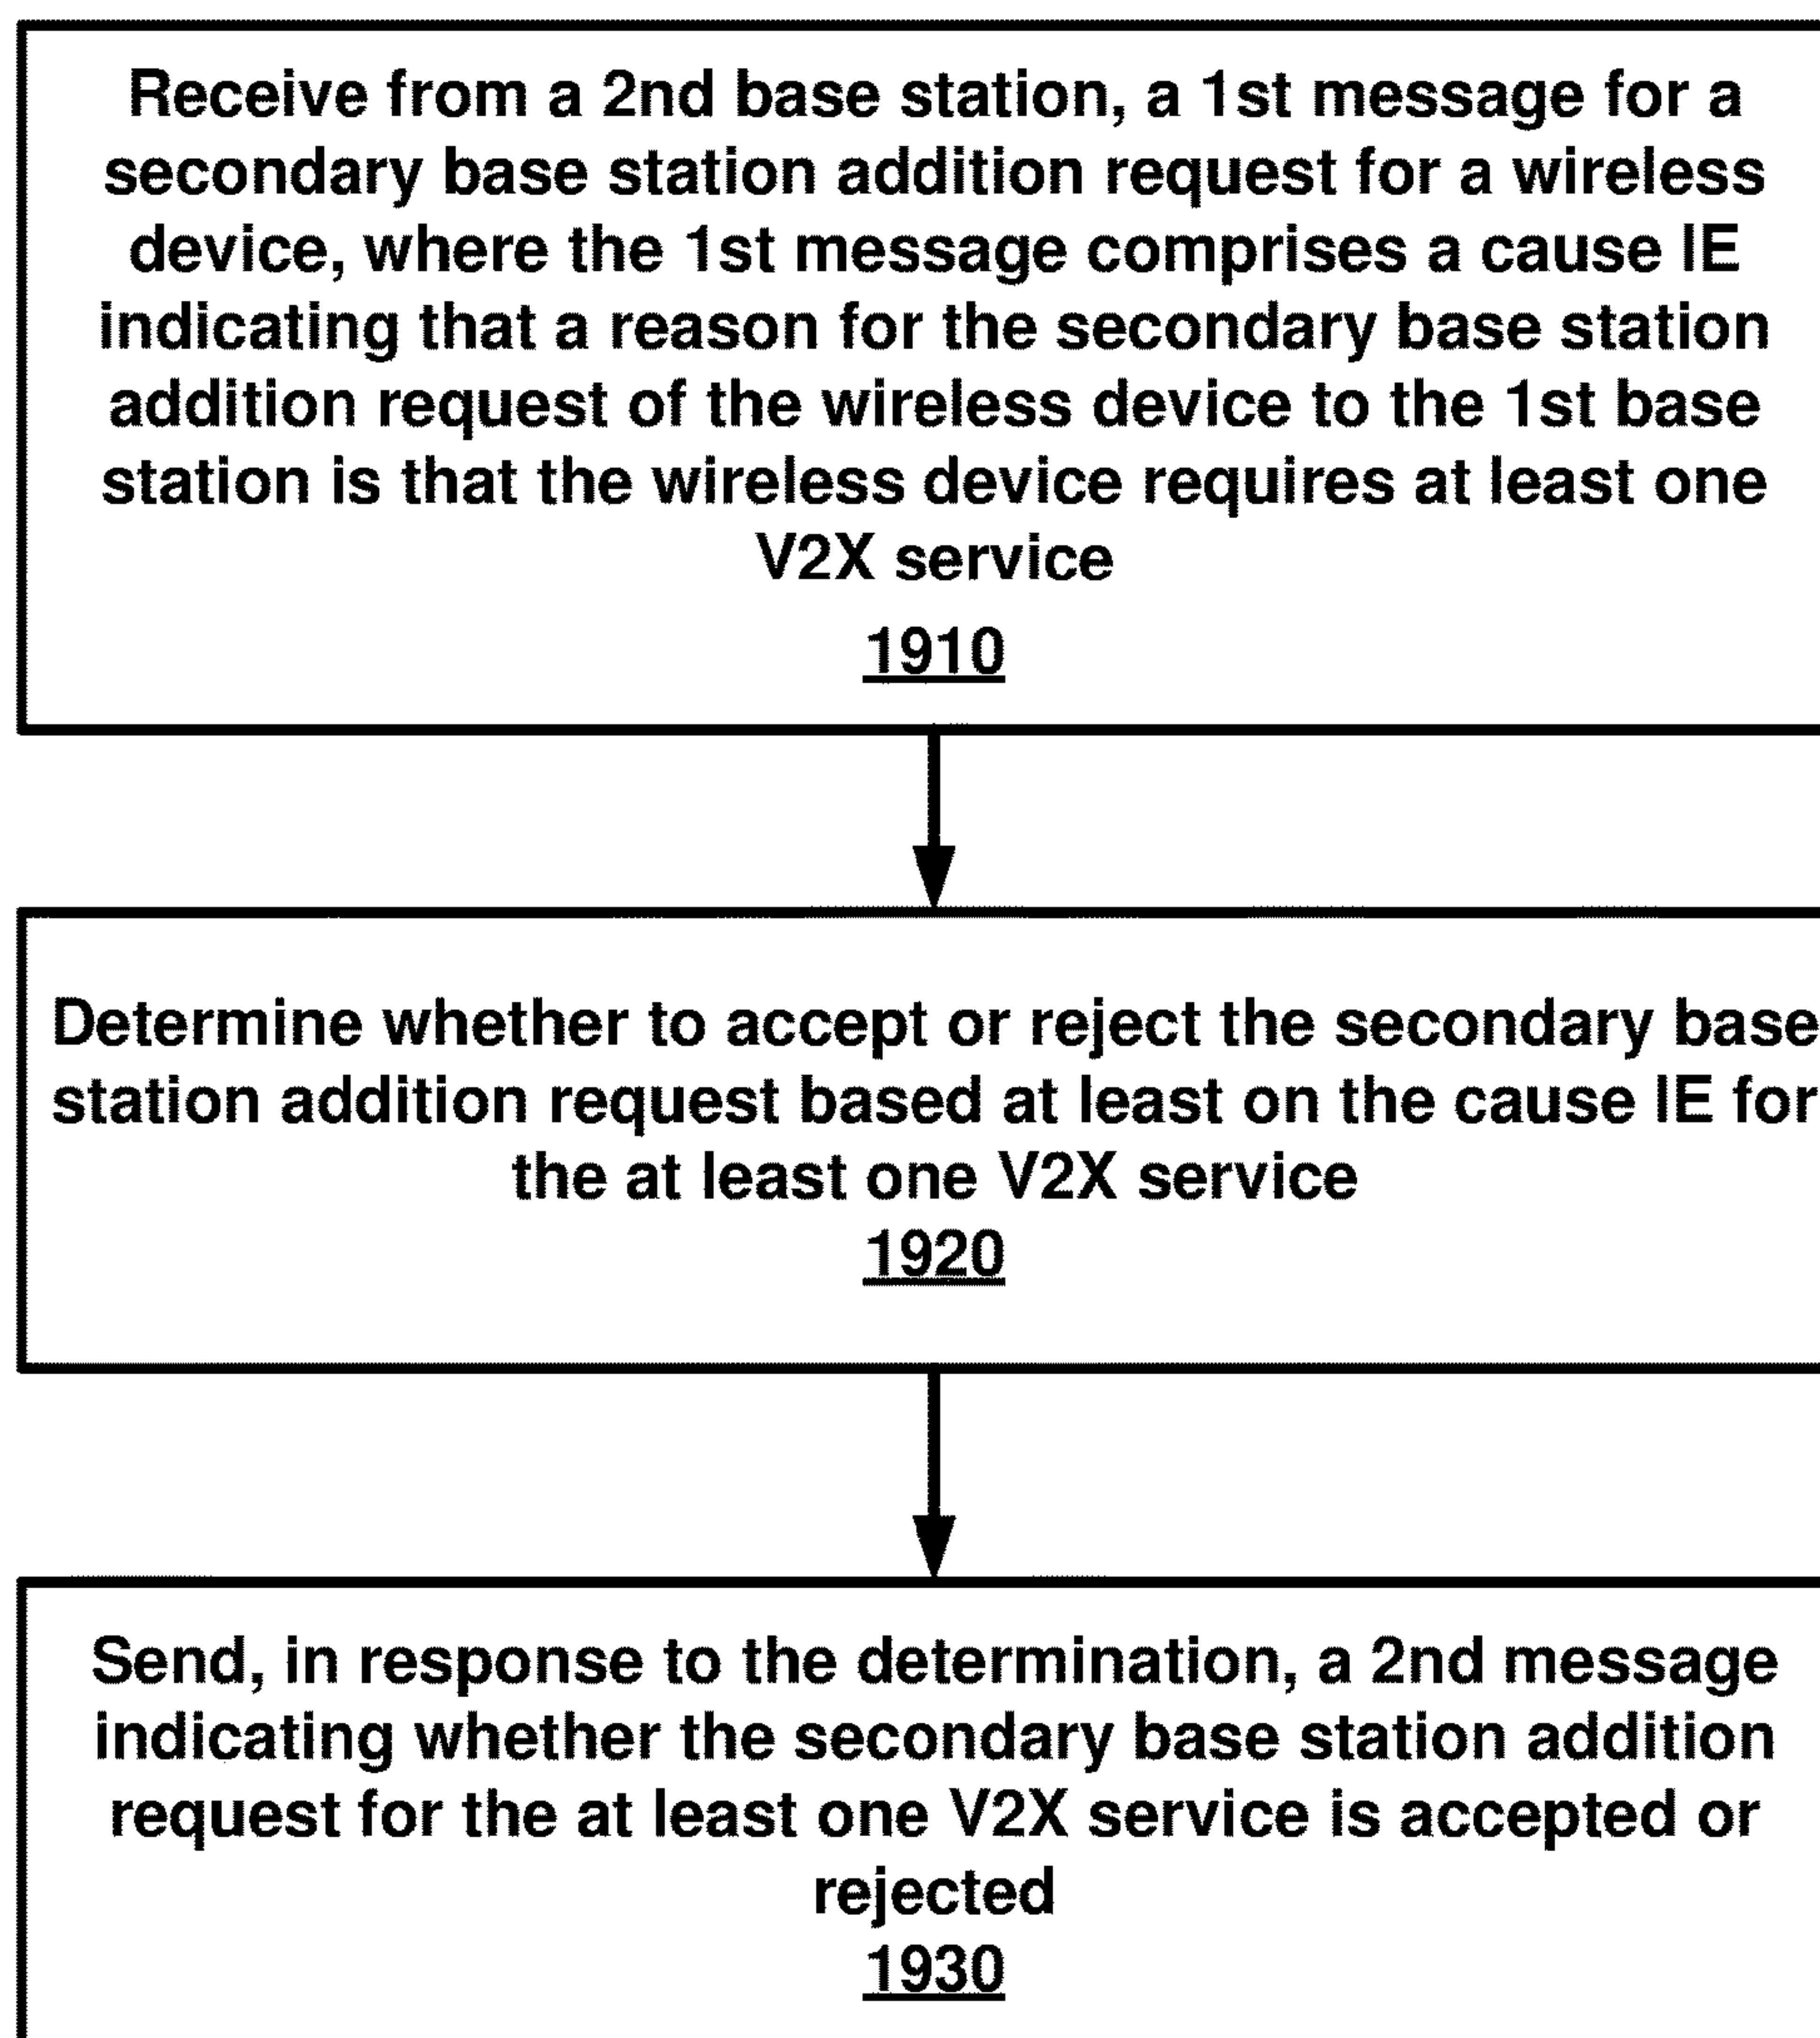 Receive from a 2nd base station, a 1st message for a
secondary base station addition request for a wireless
device, where the 1st message comprises a cause IE
indicating that a reason for the secondary base station
addition request of the wireless device to the 1st base
station is that the wireless device requires at least one
V2X service
1910
Determine whether to accept or reject the secondary base
station addition request based at least on the cause IE for
the at least one V2X service
1920
Send, in response to the determination, a 2nd message
indicating whether the secondary base station addition
request for the at least one V2X service is accepted or
rejected
1930